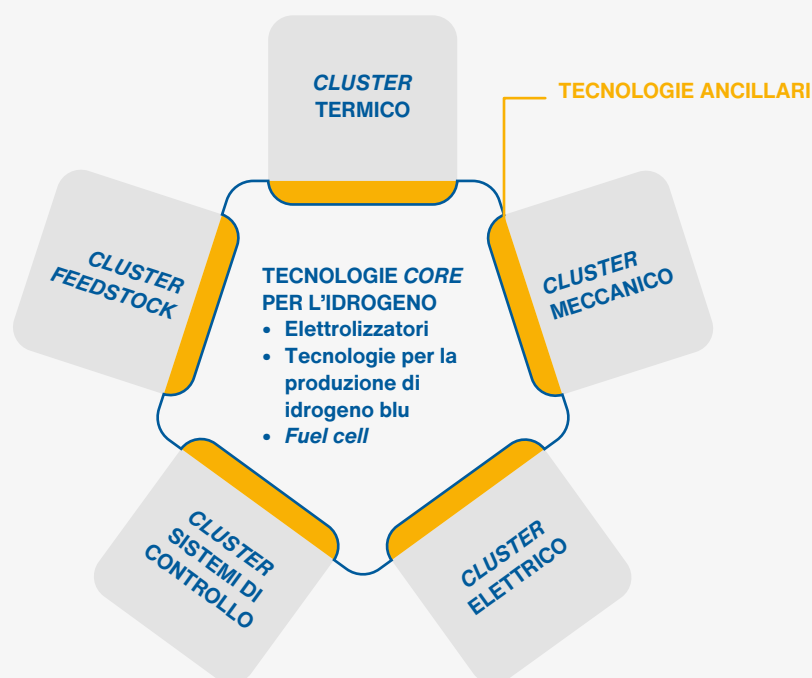 CLUSTER
TERMICO
TECNOLOGIE ANCILLARI
CLUSTER
FEEDSTOCK
TECNOLOGIE CORE
PER L'IDROGENO
• Elettrolizzatori
• Tecnologie per la
produzione di
idrogeno blu
• Fuel cell
CLUSTER
MECCANICO
CLUSTER
SISTEMI DI
CONTROLLO
CLUSTER
ELETTRICO